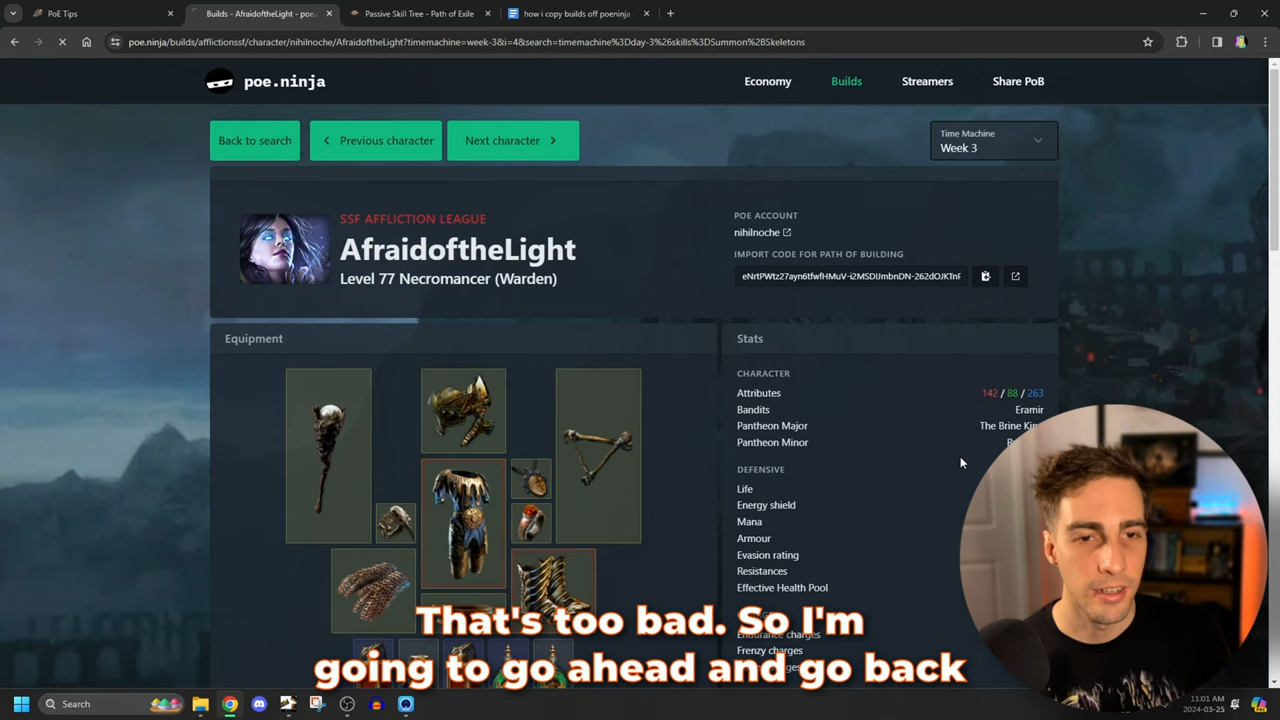 PoE Tips
Builds - AfraidoftheLight - poe.
Passive Skill Tree - Path of Exile
how i copy builds off poeninja
poe.ninja/builds/afflictionssf/character/nihilnoche/AfraidoftheLight?timemachine=week-3&i=4&search=timemachine%3Dday-3%26skills%3DSummon%2BSkeletons
poe.ninja
Economy
Builds
Streamers
Share PoB
Back to search
Previous character
Next character
Time Machine
Week 3
SSF AFFLICTION LEAGUE
AfraidoftheLight
Level 77 Necromancer (Warden)
POE ACCOUNT
nihilnoche
IMPORT CODE FOR PATH OF BUILDING
Equipment
Stats
CHARACTER
Attributes 142 / 88 / 263
Bandits Eramir
Pantheon Major The Brine
Pantheon Minor
DEFENSIVE
Life
Energy shield
Mana
Armour
Evasion rating
Resistances
Effective Health Pool
Endurance charges
Frenzy charges
That's too bad. So I'm
going to go ahead and go back
Search
11:01 AM
2024-03-25